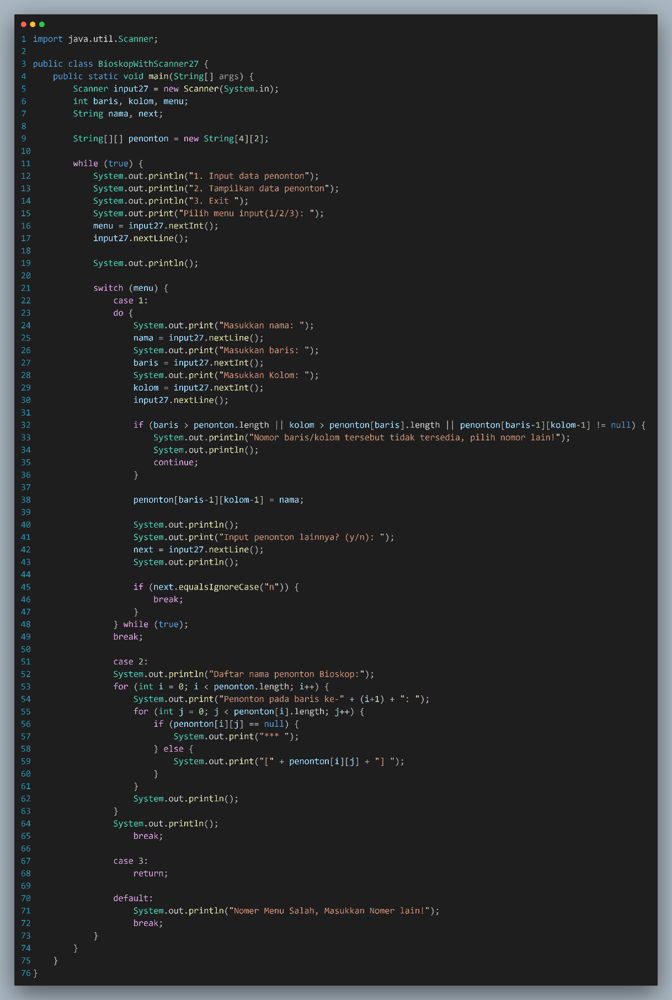 1 import java.util.Scanner;
2
3 public class BioskopWithScanner27 {
4     public static void main(String[] args) {
5         Scanner input27 = new Scanner(System.in);
6         int baris, kolom, menu;
7         String nama, next;
8
9         String[][] penonton = new String[4][2];
10
11         while (true) {
12             System.out.println("1. Input data penonton");
13             System.out.println("2. Tampilkan data penonton");
14             System.out.println("3. Exit ");
15             System.out.print("Pilih menu input(1/2/3): ");
16             menu = input27.nextInt();
17             input27.nextLine();
18
19             System.out.println();
20
21             switch (menu) {
22                 case 1:
23                 do {
24                     System.out.print("Masukkan nama: ");
25                     nama = input27.nextLine();
26                     System.out.print("Masukkan baris: ");
27                     baris = input27.nextInt();
28                     System.out.print("Masukkan Kolom: ");
29                     kolom = input27.nextInt();
30                     input27.nextLine();
31
32                     if (baris > penonton.length || kolom > penonton[baris].length || penonton[baris-1][kolom-1] != null) {
33                         System.out.println("Nomor baris/kolom tersebut tidak tersedia, pilih nomor lain!");
34                         System.out.println();
35                         continue;
36                     }
37
38                     penonton[baris-1][kolom-1] = nama;
39
40                     System.out.println();
41                     System.out.print("Input penonton lainnya? (y/n): ");
42                     next = input27.nextLine();
43                     System.out.println();
44
45                     if (next.equalsIgnoreCase("n")) {
46                         break;
47                     }
48                 } while (true);
49                 break;
50
51                 case 2:
52                 System.out.println("Daftar nama penonton Bioskop:");
53                 for (int i = 0; i < penonton.length; i++) {
54                     System.out.print("Penonton pada baris ke-" + (i+1) + ": ");
55                     for (int j = 0; j < penonton[i].length; j++) {
56                         if (penonton[i][j] == null) {
57                             System.out.print("*** ");
58                         } else {
59                             System.out.print("[" + penonton[i][j] + "] ");
60                         }
61                     }
62                     System.out.println();
63                 }
64                 System.out.println();
65                     break;
66
67                 case 3:
68                     return;
69
70                 default:
71                     System.out.println("Nomer Menu Salah, Masukkan Nomer lain!");
72                     break;
73             }
74         }
75     }
76 }